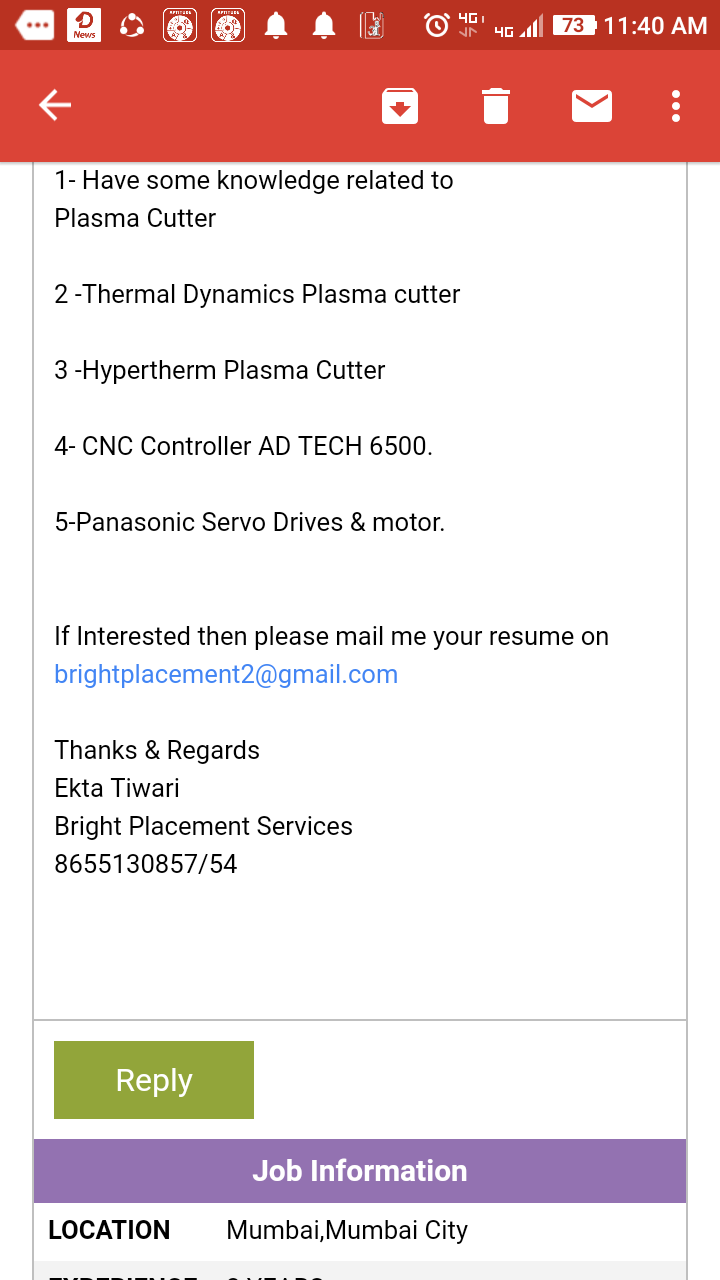 News
4G
4G
73
11:40 AM
1- Have some knowledge related to
Plasma Cutter
2 -Thermal Dynamics Plasma cutter
3 -Hypertherm Plasma Cutter
4- CNC Controller AD TECH 6500.
5-Panasonic Servo Drives & motor.
If Interested then please mail me your resume on
brightplacement2@gmail.com
Thanks & Regards
Ekta Tiwari
Bright Placement Services
8655130857/54
Reply
Job Information
LOCATION Mumbai,Mumbai City